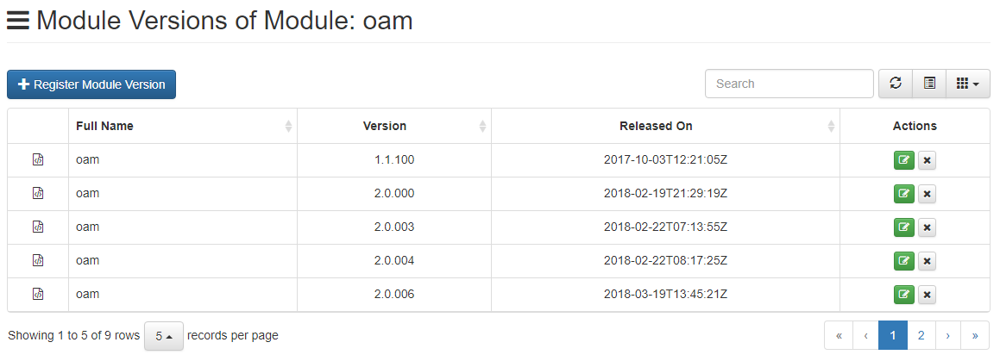 Module Versions of Module: oam
Register Module Version
Search
Full Name Version Released On Actions
oam 1.1.100 2017-10-03T12:21:05Z
oam 2.0.000 2018-02-19T21:29:19Z
oam 2.0.003 2018-02-22T07:13:55Z
oam 2.0.004 2018-02-22T08:17:25Z
oam 2.0.006 2018-03-19T13:45:21Z
Showing 1 to 5 of 9 rows 5 records per page « ‹ 1 2 › »